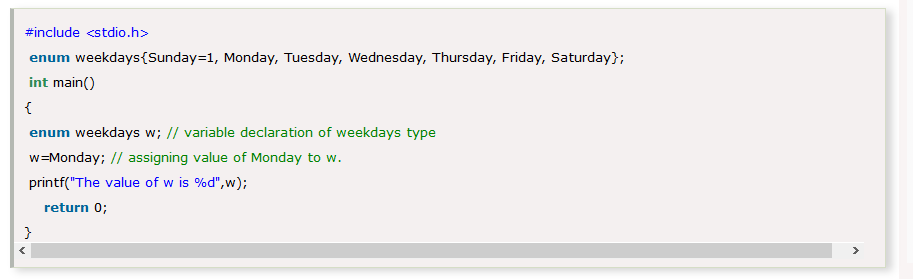 #include <stdio.h>
enum weekdays{Sunday=1, Monday, Tuesday, Wednesday, Thursday, Friday, Saturday};
int main()
{
enum weekdays w; // variable declaration of weekdays type
w=Monday; // assigning value of Monday to w.
printf("The value of w is %d",w);
return 0;
}